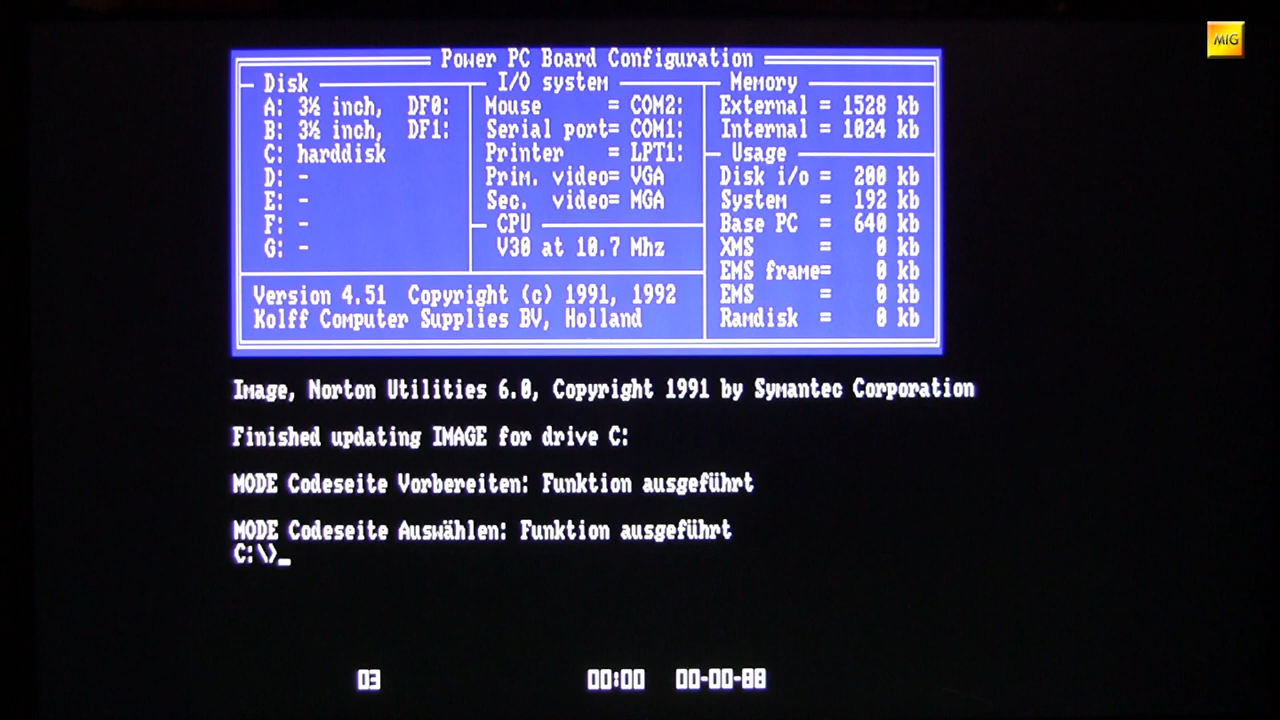 Power PC Board Configuration
Disk
A: 3½ inch, DF0:
B: 3½ inch, DF1:
C: harddisk
D: -
E: -
F: -
G: -
I/O system
Mouse = COM2:
Serial port= COM1:
Printer = LPT1:
Prim. video= VGA
Sec. video= MGA
CPU
V30 at 10.7 Mhz
Memory
External = 1528 kb
Internal = 1024 kb
Usage
Disk i/o = 200 kb
System = 192 kb
Base PC = 640 kb
XMS = 0 kb
EMS frame= 0 kb
EMS = 0 kb
Ramdisk = 0 kb
Version 4.51 Copyright (c) 1991, 1992
Kolff Computer Supplies BV, Holland
Image, Norton Utilities 6.0, Copyright 1991 by Symantec Corporation
Finished updating IMAGE for drive C:
MODE Codeseite Vorbereiten: Funktion ausgeführt
MODE Codeseite Auswählen: Funktion ausgeführt
C:\>_
03 00:00 00-00-88
MIG